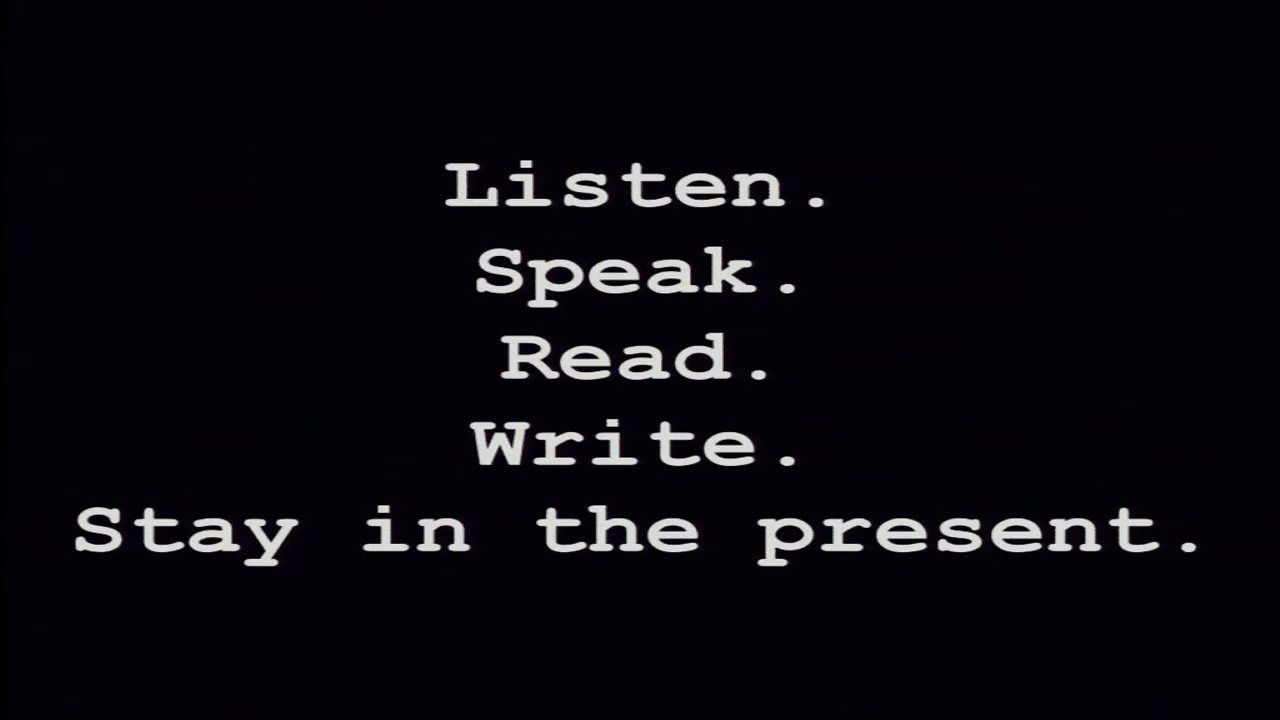 Listen.
Speak.
Read.
Write.
Stay in the present.